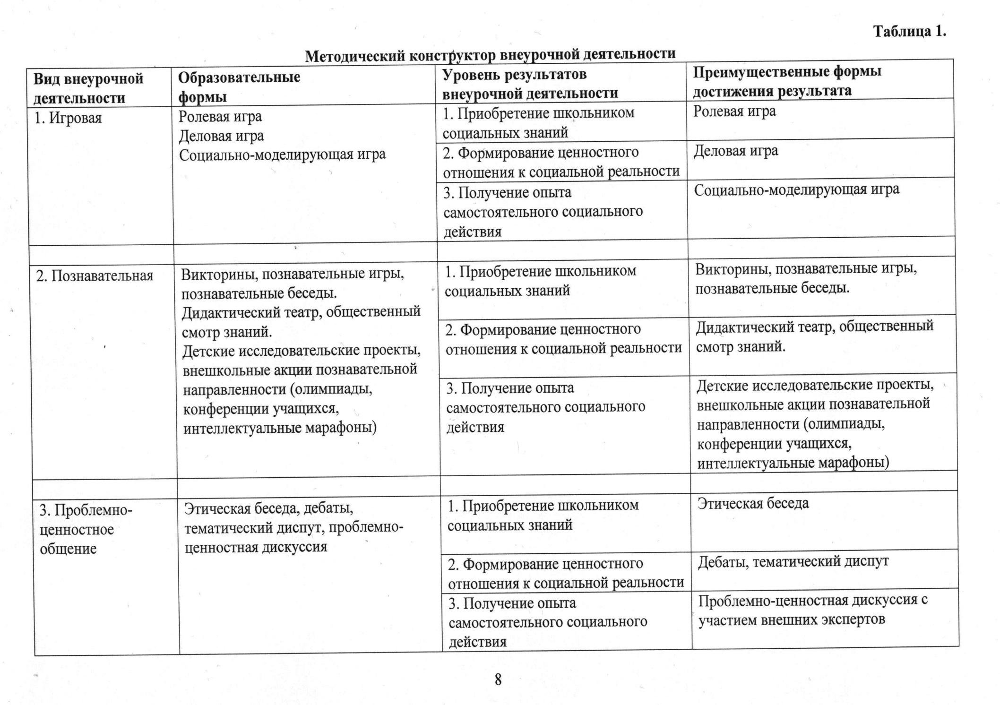 Таблица 1.
Методический конструктор внеурочной деятельности
Вид внеурочной
деятельности
Образовательные
формы
Уровень результатов
внеурочной деятельности
Преимущественные формы
достижения результата
1. Игровая
Ролевая игра
Деловая игра
Социально-моделирующая игра
1. Приобретение школьником
социальных знаний
Ролевая игра
2. Формирование ценностного
отношения к социальной реальности
Деловая игра
3. Получение опыта
самостоятельного социального
действия
Социально-моделирующая игра
2. Познавательная
Викторины, познавательные игры,
познавательные беседы.
Дидактический театр, общественный
смотр знаний.
Детские исследовательские проекты,
внешкольные акции познавательной
направленности (олимпиады,
конференции учащихся,
интеллектуальные марафоны)
1. Приобретение школьником
социальных знаний
Викторины, познавательные игры,
познавательные беседы.
2. Формирование ценностного
отношения к социальной реальности
Дидактический театр, общественный
смотр знаний.
3. Получение опыта
самостоятельного социального
действия
Детские исследовательские проекты,
внешкольные акции познавательной
направленности (олимпиады,
конференции учащихся,
интеллектуальные марафоны)
3. Проблемно-
ценностное
общение
Этическая беседа, дебаты,
тематический диспут, проблемно-
ценностная дискуссия
1. Приобретение школьником
социальных знаний
Этическая беседа
2. Формирование ценностного
отношения к социальной реальности
Дебаты, тематический диспут
3. Получение опыта
самостоятельного социального
действия
Проблемно-ценностная дискуссия с
участием внешних экспертов
8